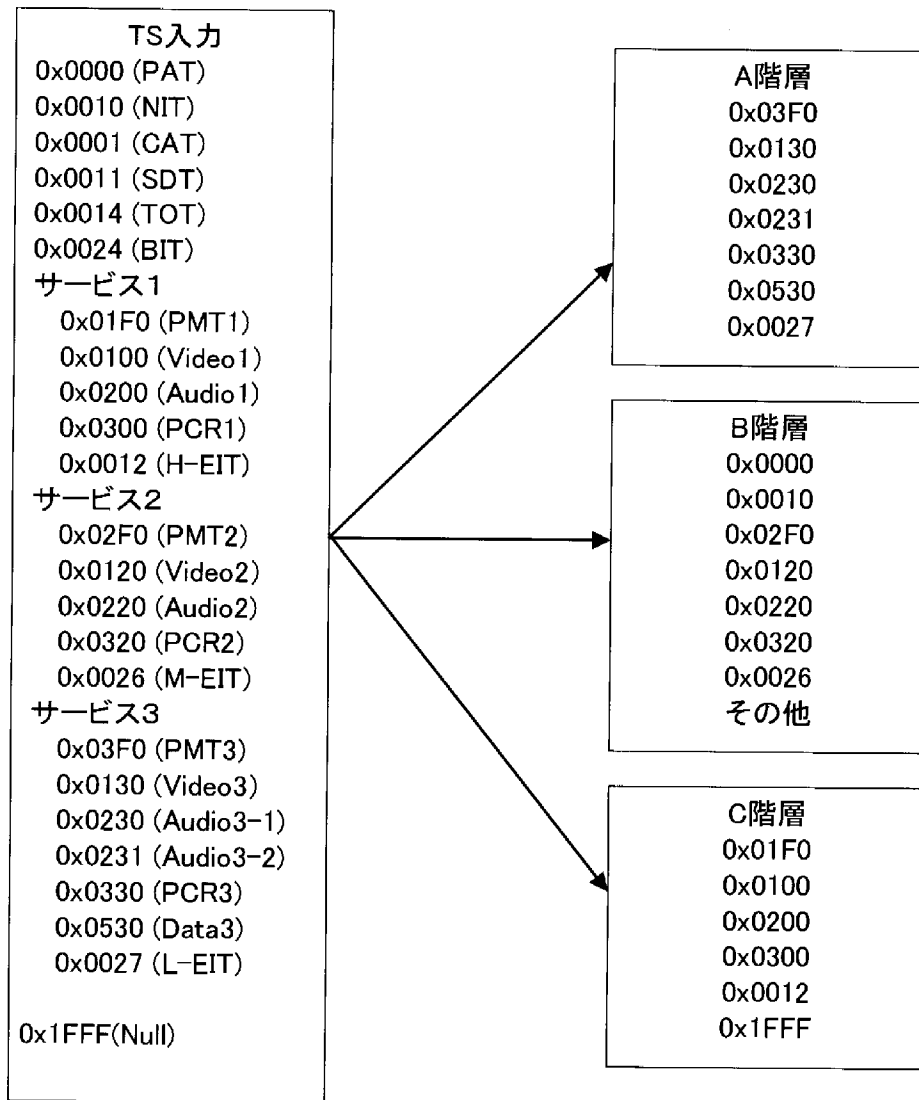 TS入力
0x0000 (PAT)
0x0010 (NIT)
0x0001 (CAT)
0x0011 (SDT)
0x0014 (TOT)
0x0024 (BIT)
サービス1
0x01F0 (PMT1)
0x0100 (Video1)
0x0200 (Audio1)
0x0300 (PCR1)
0x0012 (H-EIT)
サービス2
0x02F0 (PMT2)
0x0120 (Video2)
0x0220 (Audio2)
0x0320 (PCR2)
0x0026 (M-EIT)
サービス3
0x03F0 (PMT3)
0x0130 (Video3)
0x0230 (Audio3-1)
0x0231 (Audio3-2)
0x0330 (PCR3)
0x0530 (Data3)
0x0027 (L-EIT)
0x1FFF(Null)
A階層
0x03F0
0x0130
0x0230
0x0231
0x0330
0x0530
0x0027
B階層
0x0000
0x0010
0x02F0
0x0120
0x0220
0x0320
0x0026
その他
C階層
0x01F0
0x0100
0x0200
0x0300
0x0012
0x1FFF